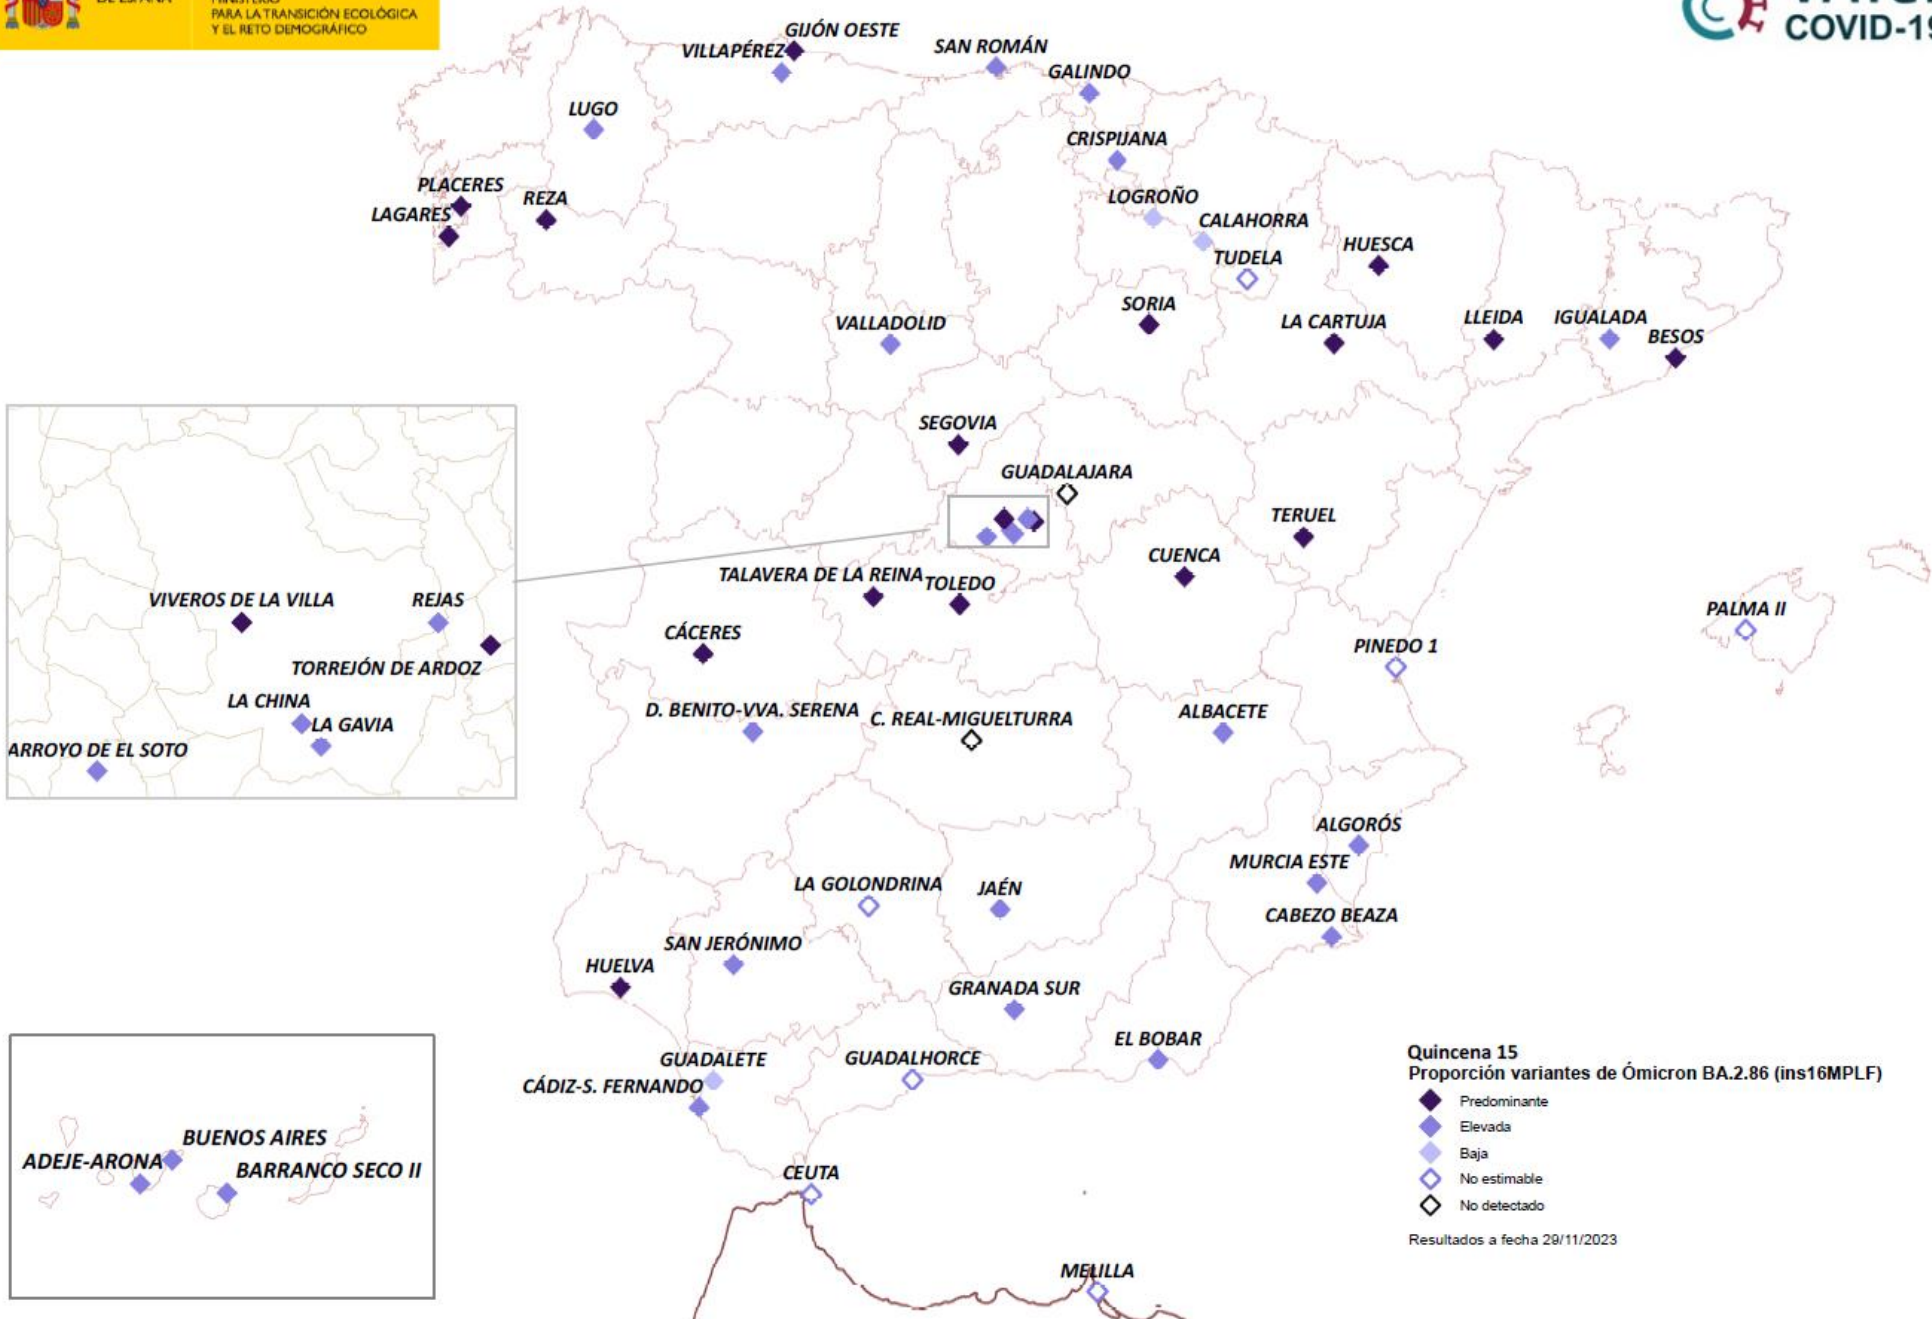 PARA LA TRANSICIÓN ECOLÓGICA
Y EL RETO DEMOGRÁFICO
COVID-19
GIJÓN OESTE
VILLAPÉREZ
SAN ROMÁN
GALINDO
LUGO
CRISPIJANA
PLACERES
REZA
LAGARES
LOGROÑO
CALAHORRA
HUESCA
TUDELA
SORIA
VALLADOLID
LA CARTUJA
LLEIDA
IGUALADA
BESOS
SEGOVIA
GUADALAJARA
TERUEL
CUENCA
TALAVERA DE LA REINA
TOLEDO
VIVEROS DE LA VILLA
REJAS
PALMA II
CÁCERES
PINEDO 1
TORREJÓN DE ARDOZ
LA CHINA
LA GAVIA
D. BENITO-VVA. SERENA
C. REAL-MIGUELTURRA
ALBACETE
ARROYO DE EL SOTO
ALGORÓS
MURCIA ESTE
LA GOLONDRINA
JAÉN
CABEZO BEAZA
SAN JERÓNIMO
HUELVA
GRANADA SUR
EL BOBAR
GUADALETE
GUADALHORCE
CÁDIZ-S. FERNANDO
BUENOS AIRES
ADEJE-ARONA
BARRANCO SECO II
CEUTA
MELILLA
Quincena 15
Proporción variantes de Ómicron BA.2.86 (ins16MPLF)
Predominante
Elevada
Baja
No estimable
No detectado
Resultados a fecha 29/11/2023